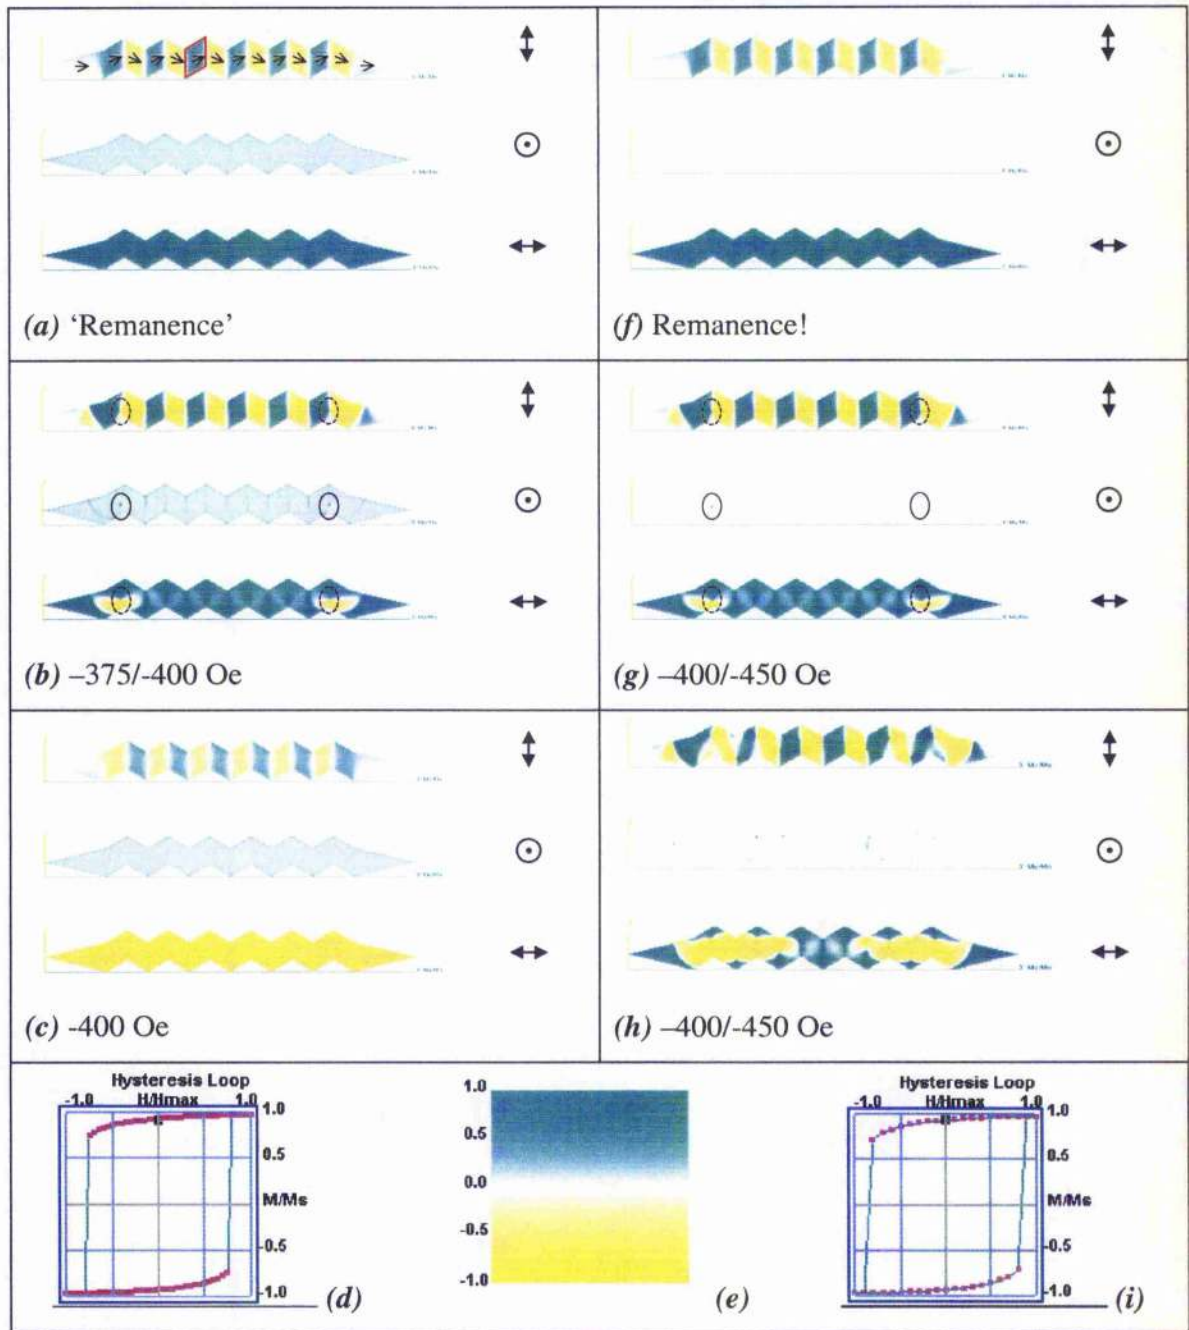 (a) 'Remanence'
(f) Remanence!
(b) –375/-400 Oe
(g) –400/-450 Oe
(c) -400 Oe
(h) –400/-450 Oe
Hysteresis Loop
-1.0 H/Hmax 1.0
1.0
0.5
M/Ms
-0.5
-1.0
(d)
1.0
0.5
0.0
-0.5
-1.0
(e)
Hysteresis Loop
-1.0 H/Hmax 1.0
1.0
0.5
M/Ms
-0.5
-1.0
(i)